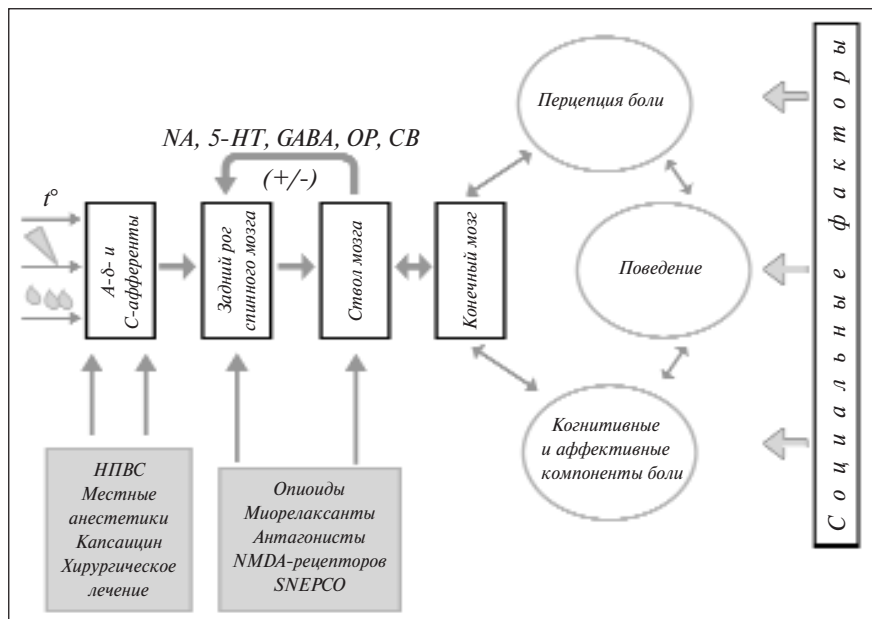 NA, 5-HT, GABA, OP, CB
(+/-)
t°
А-δ- и
С-афференты
Задний рог
спинного мозга
Ствол мозга
Конечный мозг
Перцепция боли
Поведение
Когнитивные
и аффективные
компоненты боли
Социальные факторы
НПВС
Местные
анестетики
Капсаицин
Хирургическое
лечение
Опиоиды
Миорелаксанты
Антагонисты
NMDA-рецепторов
SNEPCO